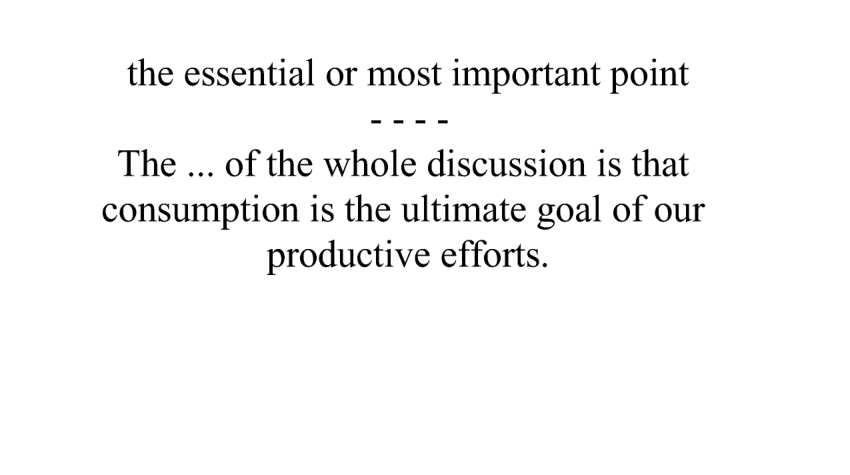 the essential or most important point
- - - -
The ... of the whole discussion is that
consumption is the ultimate goal of our
productive efforts.